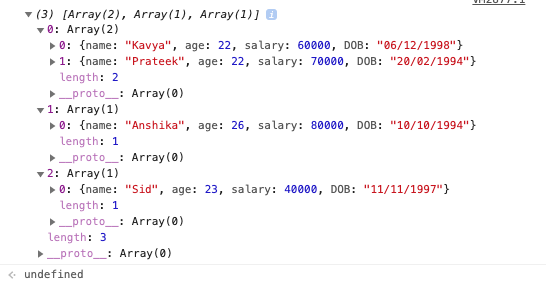 (3) [Array(2), Array(1), Array(1)] i
0: Array(2)
0: {name: "Kavya", age: 22, salary: 60000, DOB: "06/12/1998"}
1: {name: "Prateek", age: 22, salary: 70000, DOB: "20/02/1994"}
length: 2
__proto__: Array(0)
1: Array(1)
0: {name: "Anshika", age: 26, salary: 80000, DOB: "10/10/1994"}
length: 1
__proto__: Array(0)
2: Array(1)
0: {name: "Sid", age: 23, salary: 40000, DOB: "11/11/1997"}
length: 1
__proto__: Array(0)
length: 3
__proto__: Array(0)
undefined